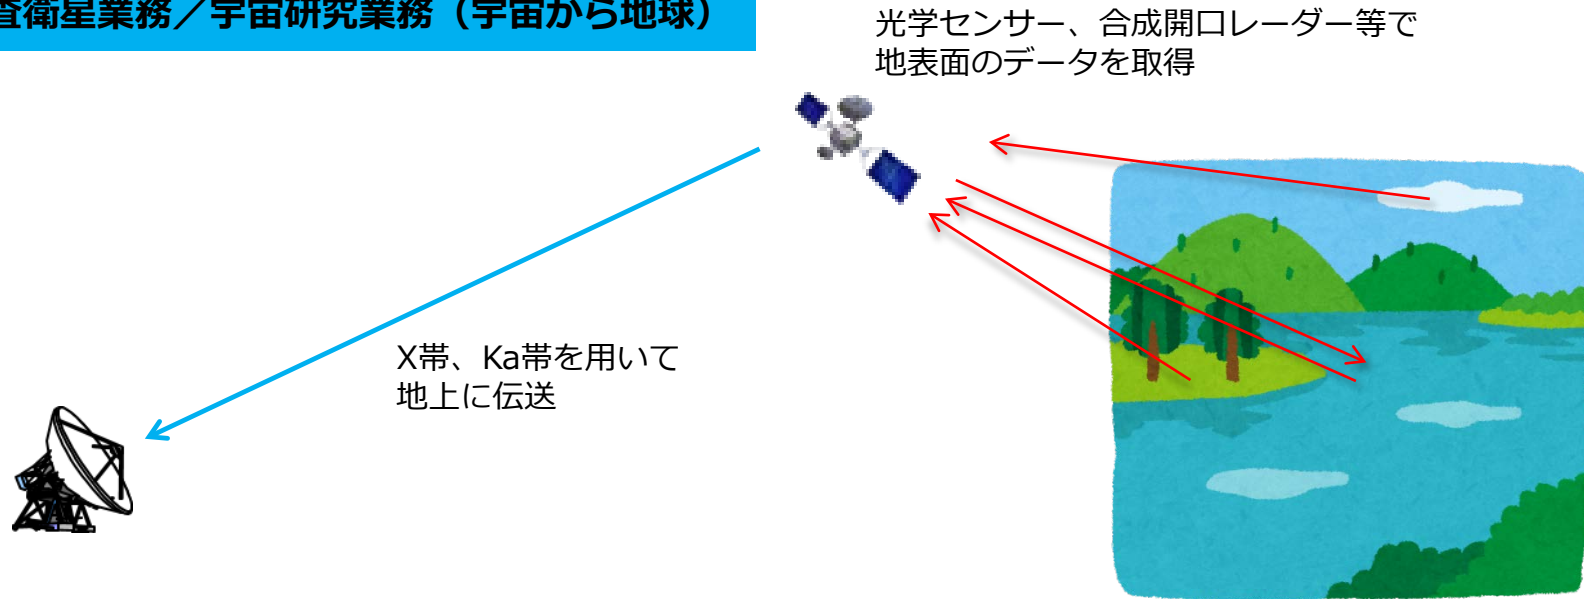 査衛星業務／宇宙研究業務（宇宙から地球）
光学センサー、合成開口レーダー等で
地表面のデータを取得
X帯、Ka帯を用いて
地上に伝送